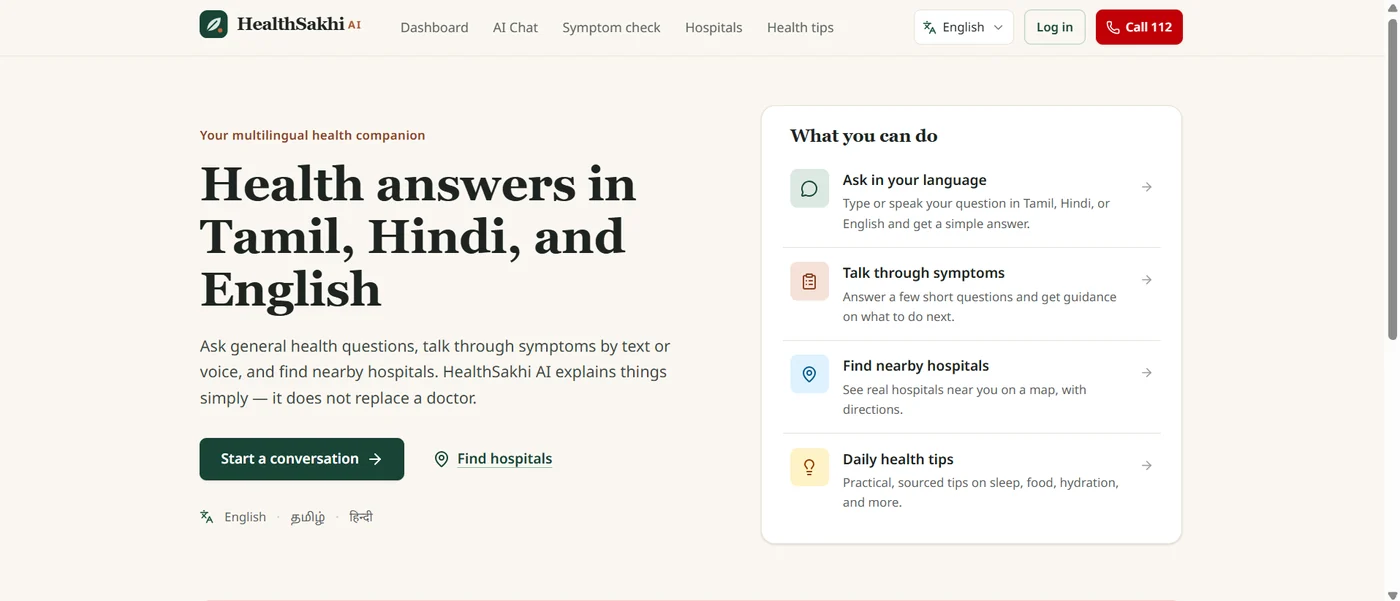 HealthSakhi AI
Dashboard
AI Chat
Symptom check
Hospitals
Health tips
English
Log in
Call 112
Your multilingual health companion
Health answers in
Tamil, Hindi, and
English
Ask general health questions, talk through symptoms by text or
voice, and find nearby hospitals. HealthSakhi AI explains things
simply — it does not replace a doctor.
Start a conversation
Find hospitals
English · தமிழ் · हिन्दी
What you can do
Ask in your language
Type or speak your question in Tamil, Hindi, or
English and get a simple answer.
Talk through symptoms
Answer a few short questions and get guidance
on what to do next.
Find nearby hospitals
See real hospitals near you on a map, with
directions.
Daily health tips
Practical, sourced tips on sleep, food, hydration,
and more.